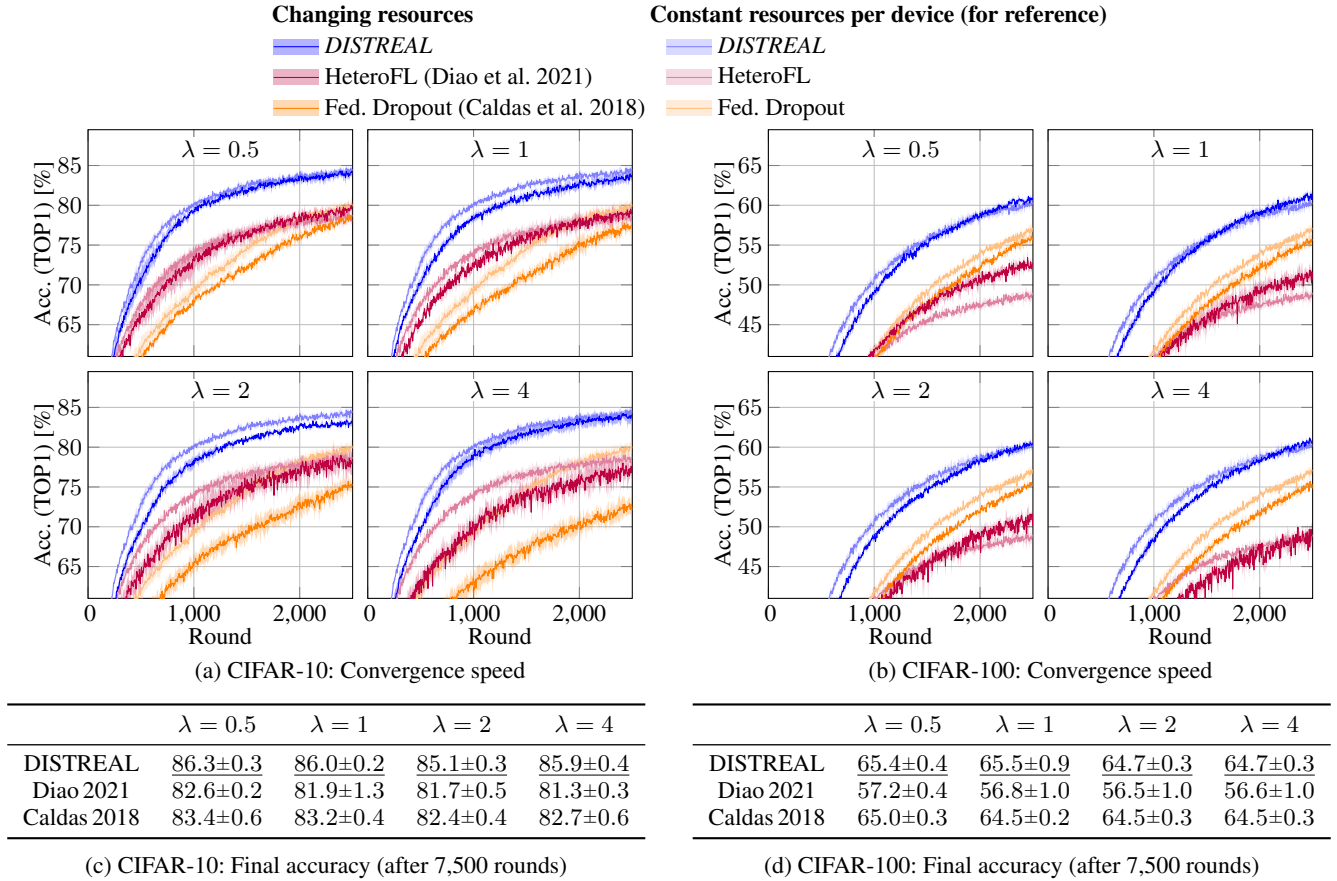 Changing resources
Constant resources per device (for reference)
DISTREAL
DISTREAL
HeteroFL (Diao et al. 2021)
HeteroFL
Fed. Dropout (Caldas et al. 2018)
Fed. Dropout
λ = 0.5
λ = 1
85
80
75
70
65
Acc. (TOP1) [%]
λ = 2
λ = 4
85
80
75
70
65
Acc. (TOP1) [%]
0 1,000 2,000
0 1,000 2,000
Round
Round
(a) CIFAR-10: Convergence speed
λ = 0.5
λ = 1
65
60
55
50
45
Acc. (TOP1) [%]
λ = 2
λ = 4
65
60
55
50
45
Acc. (TOP1) [%]
0 1,000 2,000
0 1,000 2,000
Round
Round
(b) CIFAR-100: Convergence speed
λ = 0.5 λ = 1 λ = 2 λ = 4
DISTREAL 86.3±0.3 86.0±0.2 85.1±0.3 85.9±0.4
Diao 2021 82.6±0.2 81.9±1.3 81.7±0.5 81.3±0.3
Caldas 2018 83.4±0.6 83.2±0.4 82.4±0.4 82.7±0.6
(c) CIFAR-10: Final accuracy (after 7,500 rounds)
λ = 0.5 λ = 1 λ = 2 λ = 4
DISTREAL 65.4±0.4 65.5±0.9 64.7±0.3 64.7±0.3
Diao 2021 57.2±0.4 56.8±1.0 56.5±1.0 56.6±1.0
Caldas 2018 65.0±0.3 64.5±0.2 64.5±0.3 64.5±0.3
(d) CIFAR-100: Final accuracy (after 7,500 rounds)